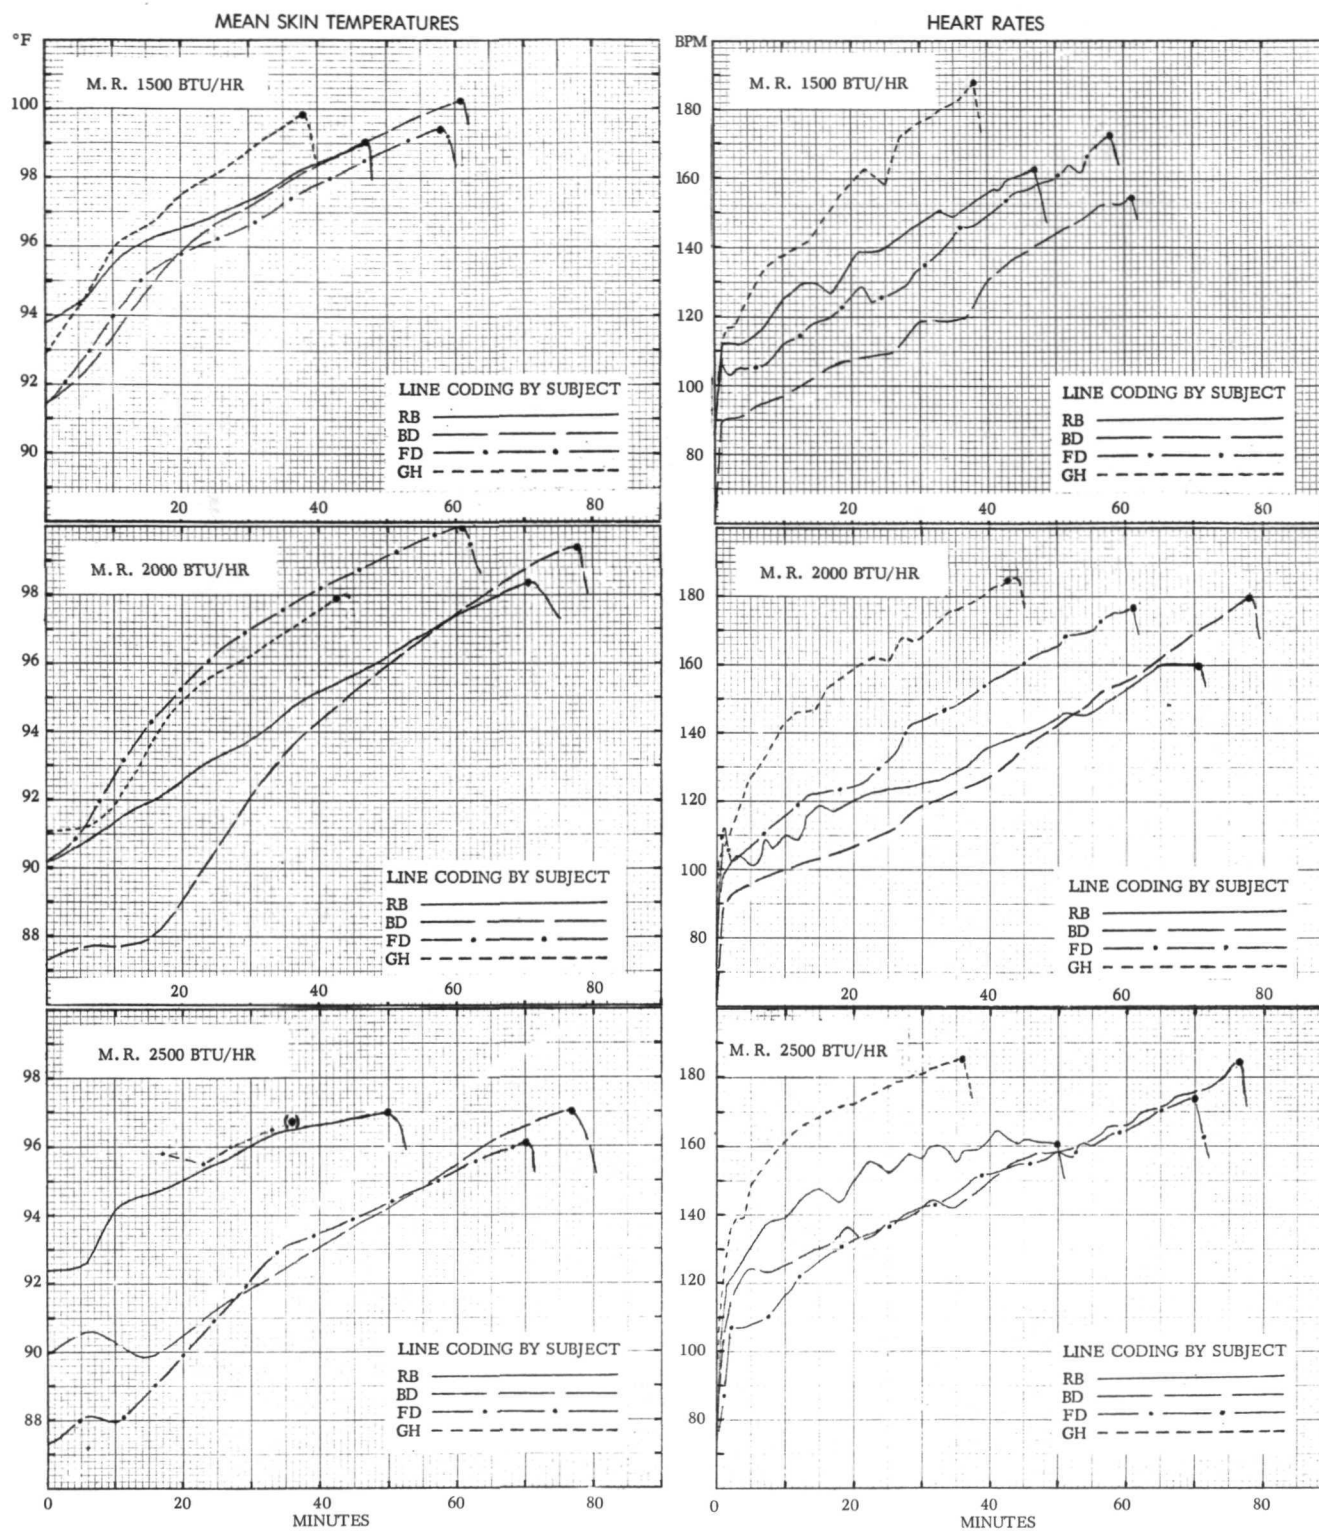 MEAN SKIN TEMPERATURES
°F
M. R. 1500 BTU/HR
100
98
96
94
92
90
LINE CODING BY SUBJECT
RB
BD
FD
GH
20 40 60 80
M. R. 2000 BTU/HR
98
96
94
92
90
88
LINE CODING BY SUBJECT
RB
BD
FD
GH
20 40 60 80
M. R. 2500 BTU/HR
98
96
94
92
90
88
LINE CODING BY SUBJECT
RB
BD
FD
GH
0 20 40 60 80
MINUTES
HEART RATES
BPM
M. R. 1500 BTU/HR
180
160
140
120
100
80
LINE CODING BY SUBJECT
RB
BD
FD
GH
20 40 60 80
M. R. 2000 BTU/HR
180
160
140
120
100
80
LINE CODING BY SUBJECT
RB
BD
FD
GH
20 40 60 80
M. R. 2500 BTU/HR
180
160
140
120
100
80
LINE CODING BY SUBJECT
RB
BD
FD
GH
0 20 40 60 80
MINUTES